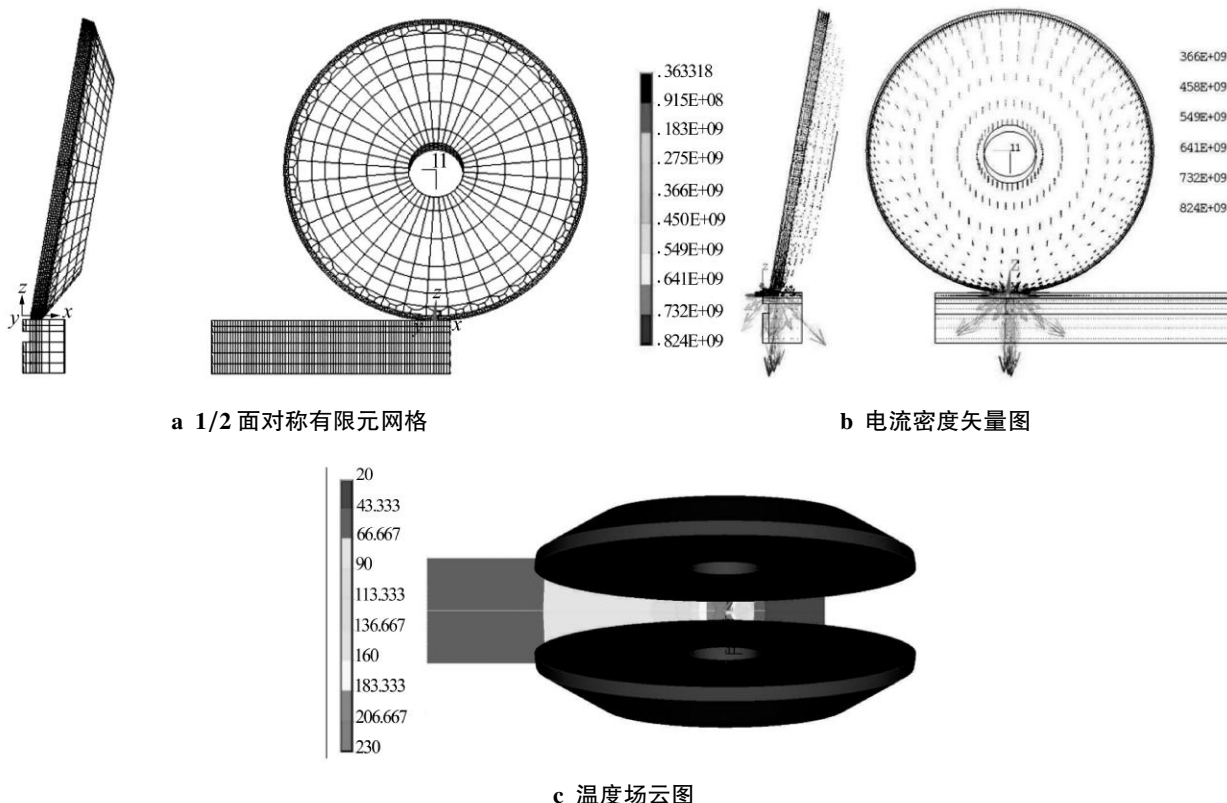 11
z
y
x
z
y
x
a 1/2面对称有限元网格
.363318
.915E+08
.183E+09
.275E+09
.366E+09
.450E+09
.549E+09
.641E+09
.732E+09
.824E+09
z
11
Z
366E+09
458E+09
549E+09
641E+09
732E+09
824E+09
b 电流密度矢量图
20
43.333
66.667
90
113.333
136.667
160
183.333
206.667
230
Z
11
c 温度场云图